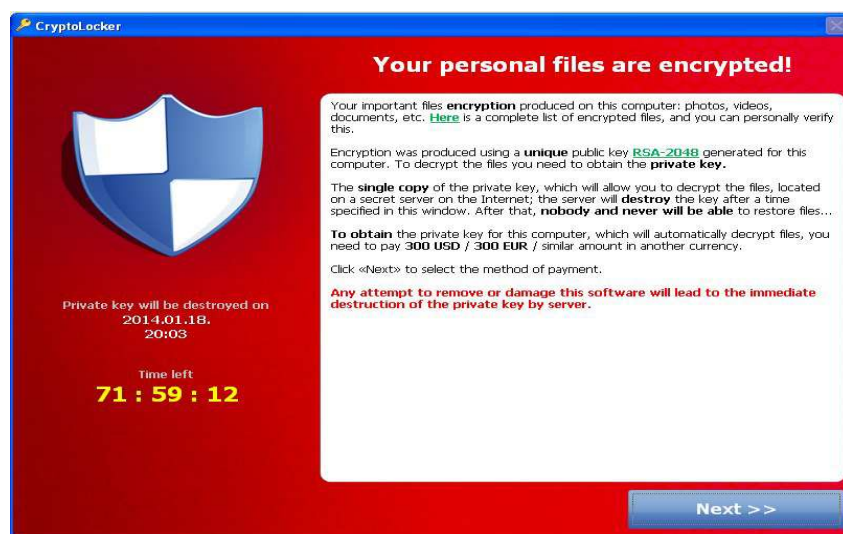 CryptoLocker
Your personal files are encrypted!
Your important files encryption produced on this computer: photos, videos,
documents, etc. Here is a complete list of encrypted files, and you can personally verify
this.
Encryption was produced using a unique public key RSA-2048 generated for this
computer. To decrypt the files you need to obtain the private key.
The single copy of the private key, which will allow you to decrypt the files, located
on a secret server on the Internet; the server will destroy the key after a time
specified in this window. After that, nobody and never will be able to restore files...
To obtain the private key for this computer, which will automatically decrypt files, you
need to pay 300 USD / 300 EUR / similar amount in another currency.
Click «Next» to select the method of payment.
Any attempt to remove or damage this software will lead to the immediate
destruction of the private key by server.
Private key will be destroyed on
2014.01.18.
20:03
Time left
71 : 59 : 12
Next >>